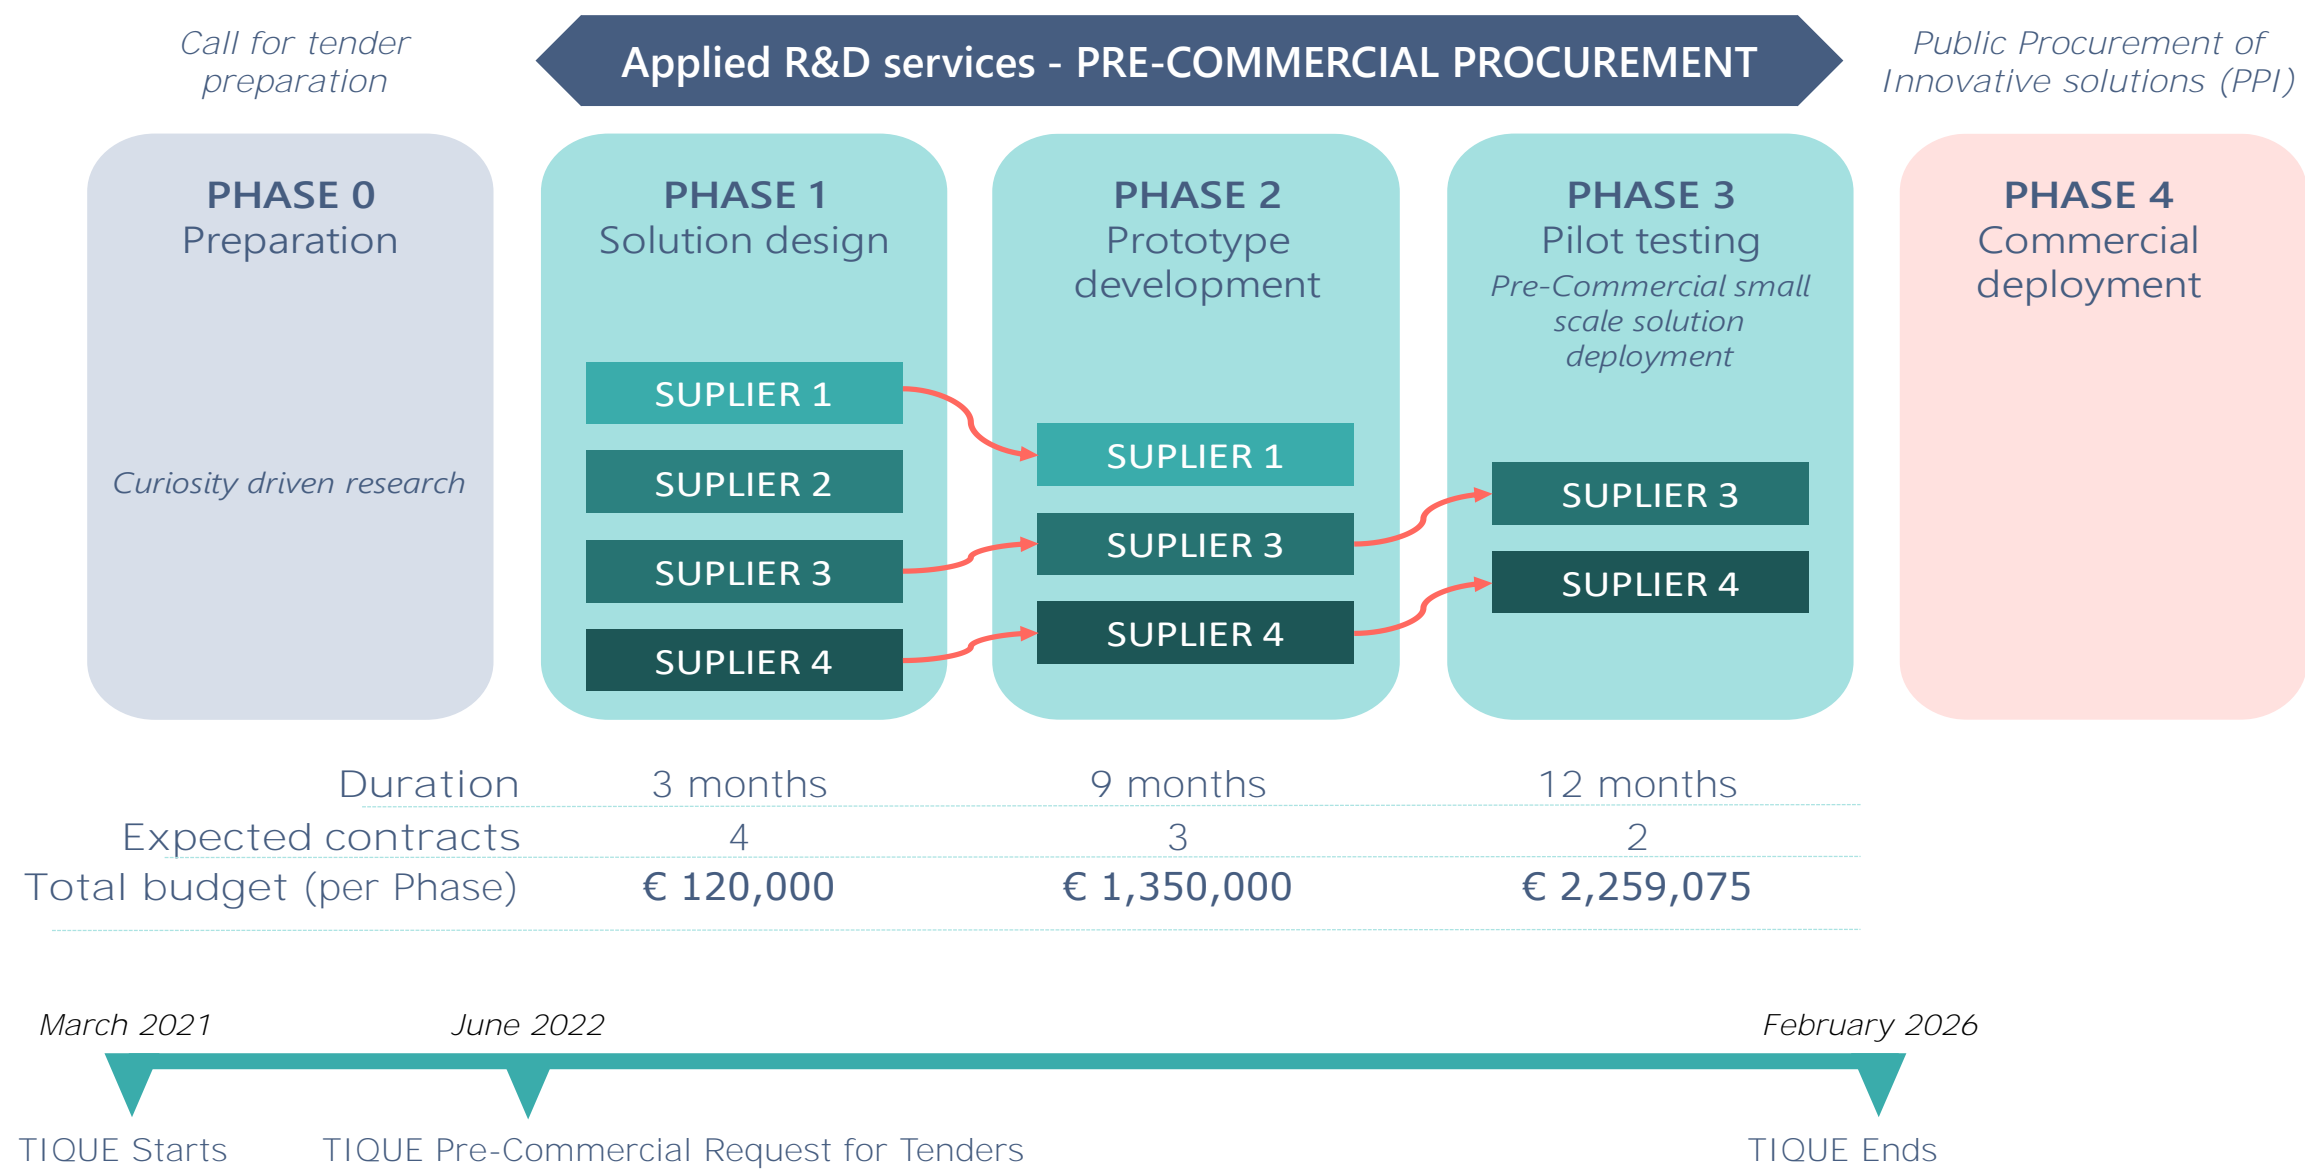 Call for tender
preparation
Applied R&D services - PRE-COMMERCIAL PROCUREMENT
Public Procurement of
Innovative solutions (PPI)
PHASE 0
Preparation
Curiosity driven research
PHASE 1
Solution design
SUPLIER 1
SUPLIER 2
SUPLIER 3
SUPLIER 4
PHASE 2
Prototype
development
SUPLIER 1
SUPLIER 3
SUPLIER 4
PHASE 3
Pilot testing
Pre-Commercial small
scale solution
deployment
SUPLIER 3
SUPLIER 4
PHASE 4
Commercial
deployment
Duration 3 months 9 months 12 months
Expected contracts 4 3 2
Total budget (per Phase) € 120,000 € 1,350,000 € 2,259,075
March 2021 June 2022 February 2026
TIQUE Starts TIQUE Pre-Commercial Request for Tenders TIQUE Ends